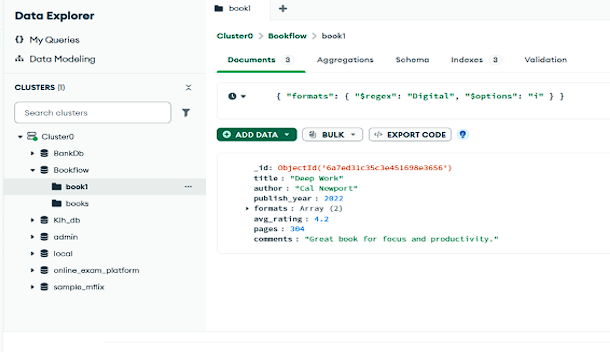 Data Explorer
My Queries
Data Modeling
CLUSTERS (1)
Search clusters
Cluster0
BankDb
Bookflow
book1
books
Klh_db
admin
local
online_exam_platform
sample_mflix
book1
Cluster0 > Bookflow > book1
Documents 3 Aggregations Schema Indexes 3 Validation
{ "formats": { "$regex": "Digital", "$options": "i" } }
ADD DATA BULK EXPORT CODE
_id: ObjectId('6a7ed31c35c3e451698e3656')
title : "Deep Work"
author : "Cal Newport"
publish_year : 2022
formats : Array (2)
avg_rating : 4.2
pages : 304
comments : "Great book for focus and productivity."